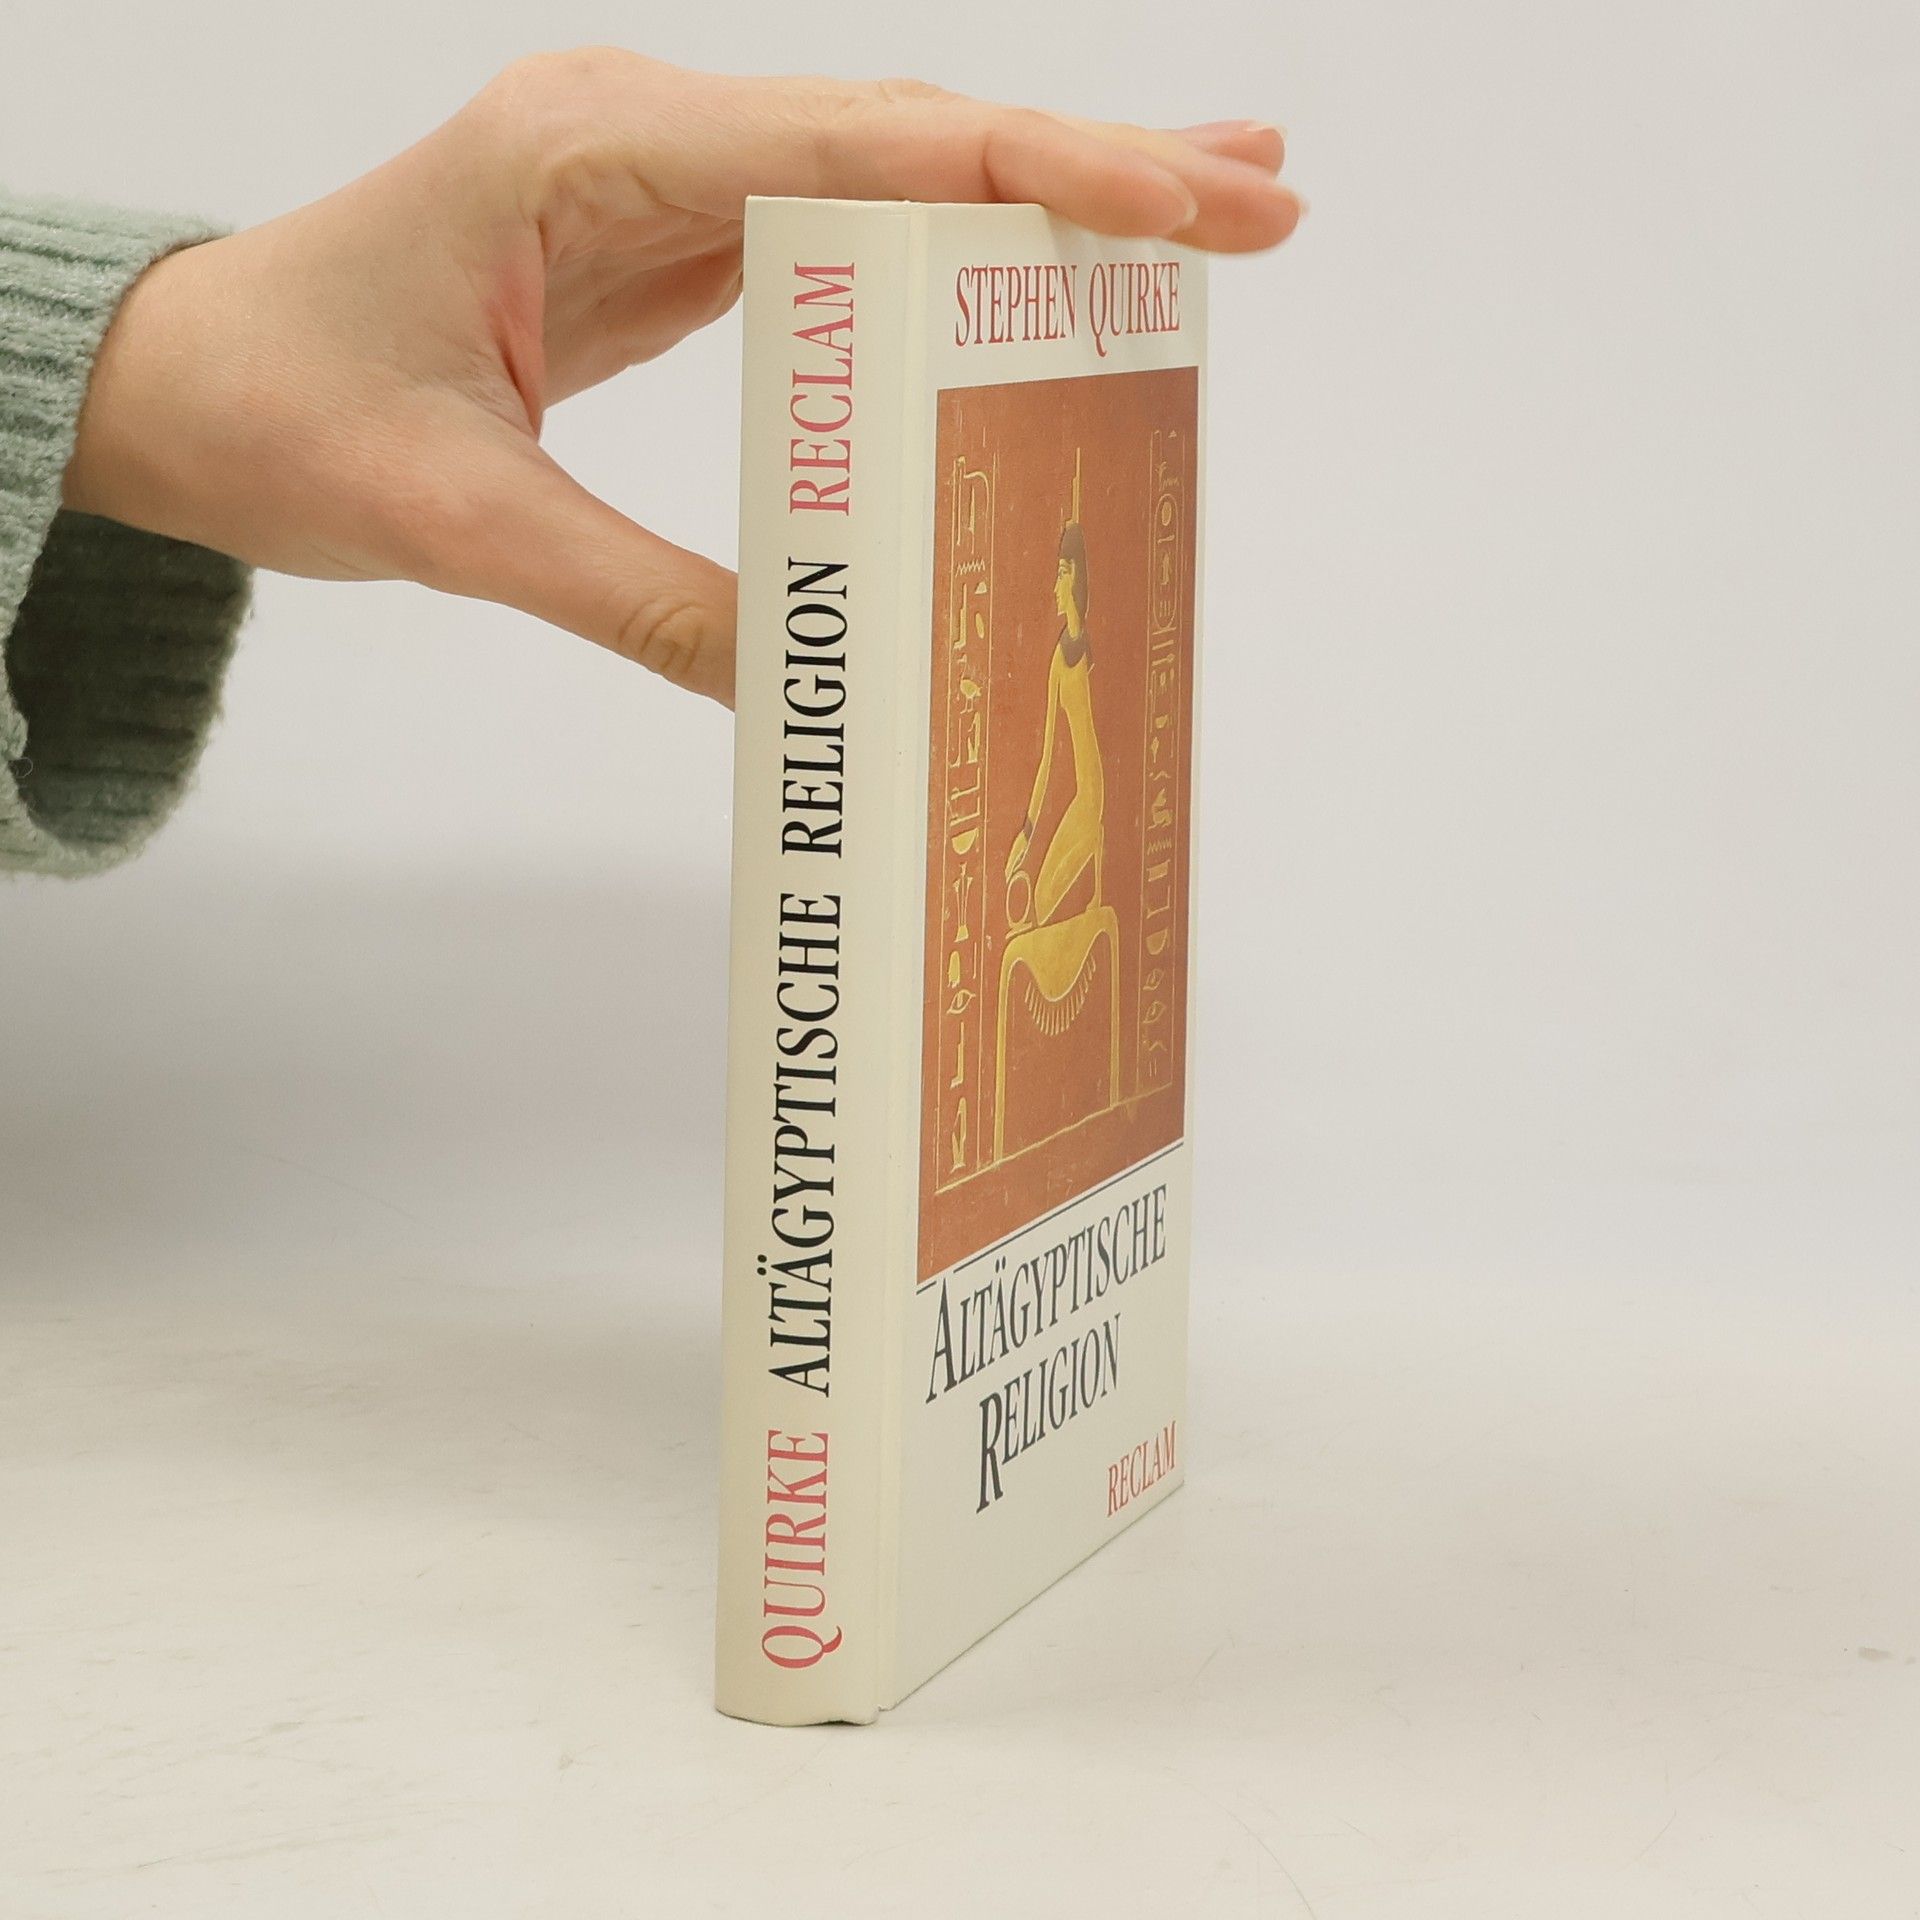 QUIRKE ALTÄGYPTISCHE RELIGION RECLAM
STEPHEN QUIRKE
ALTÄGYPTISCHE
RELIGION
RECLAM